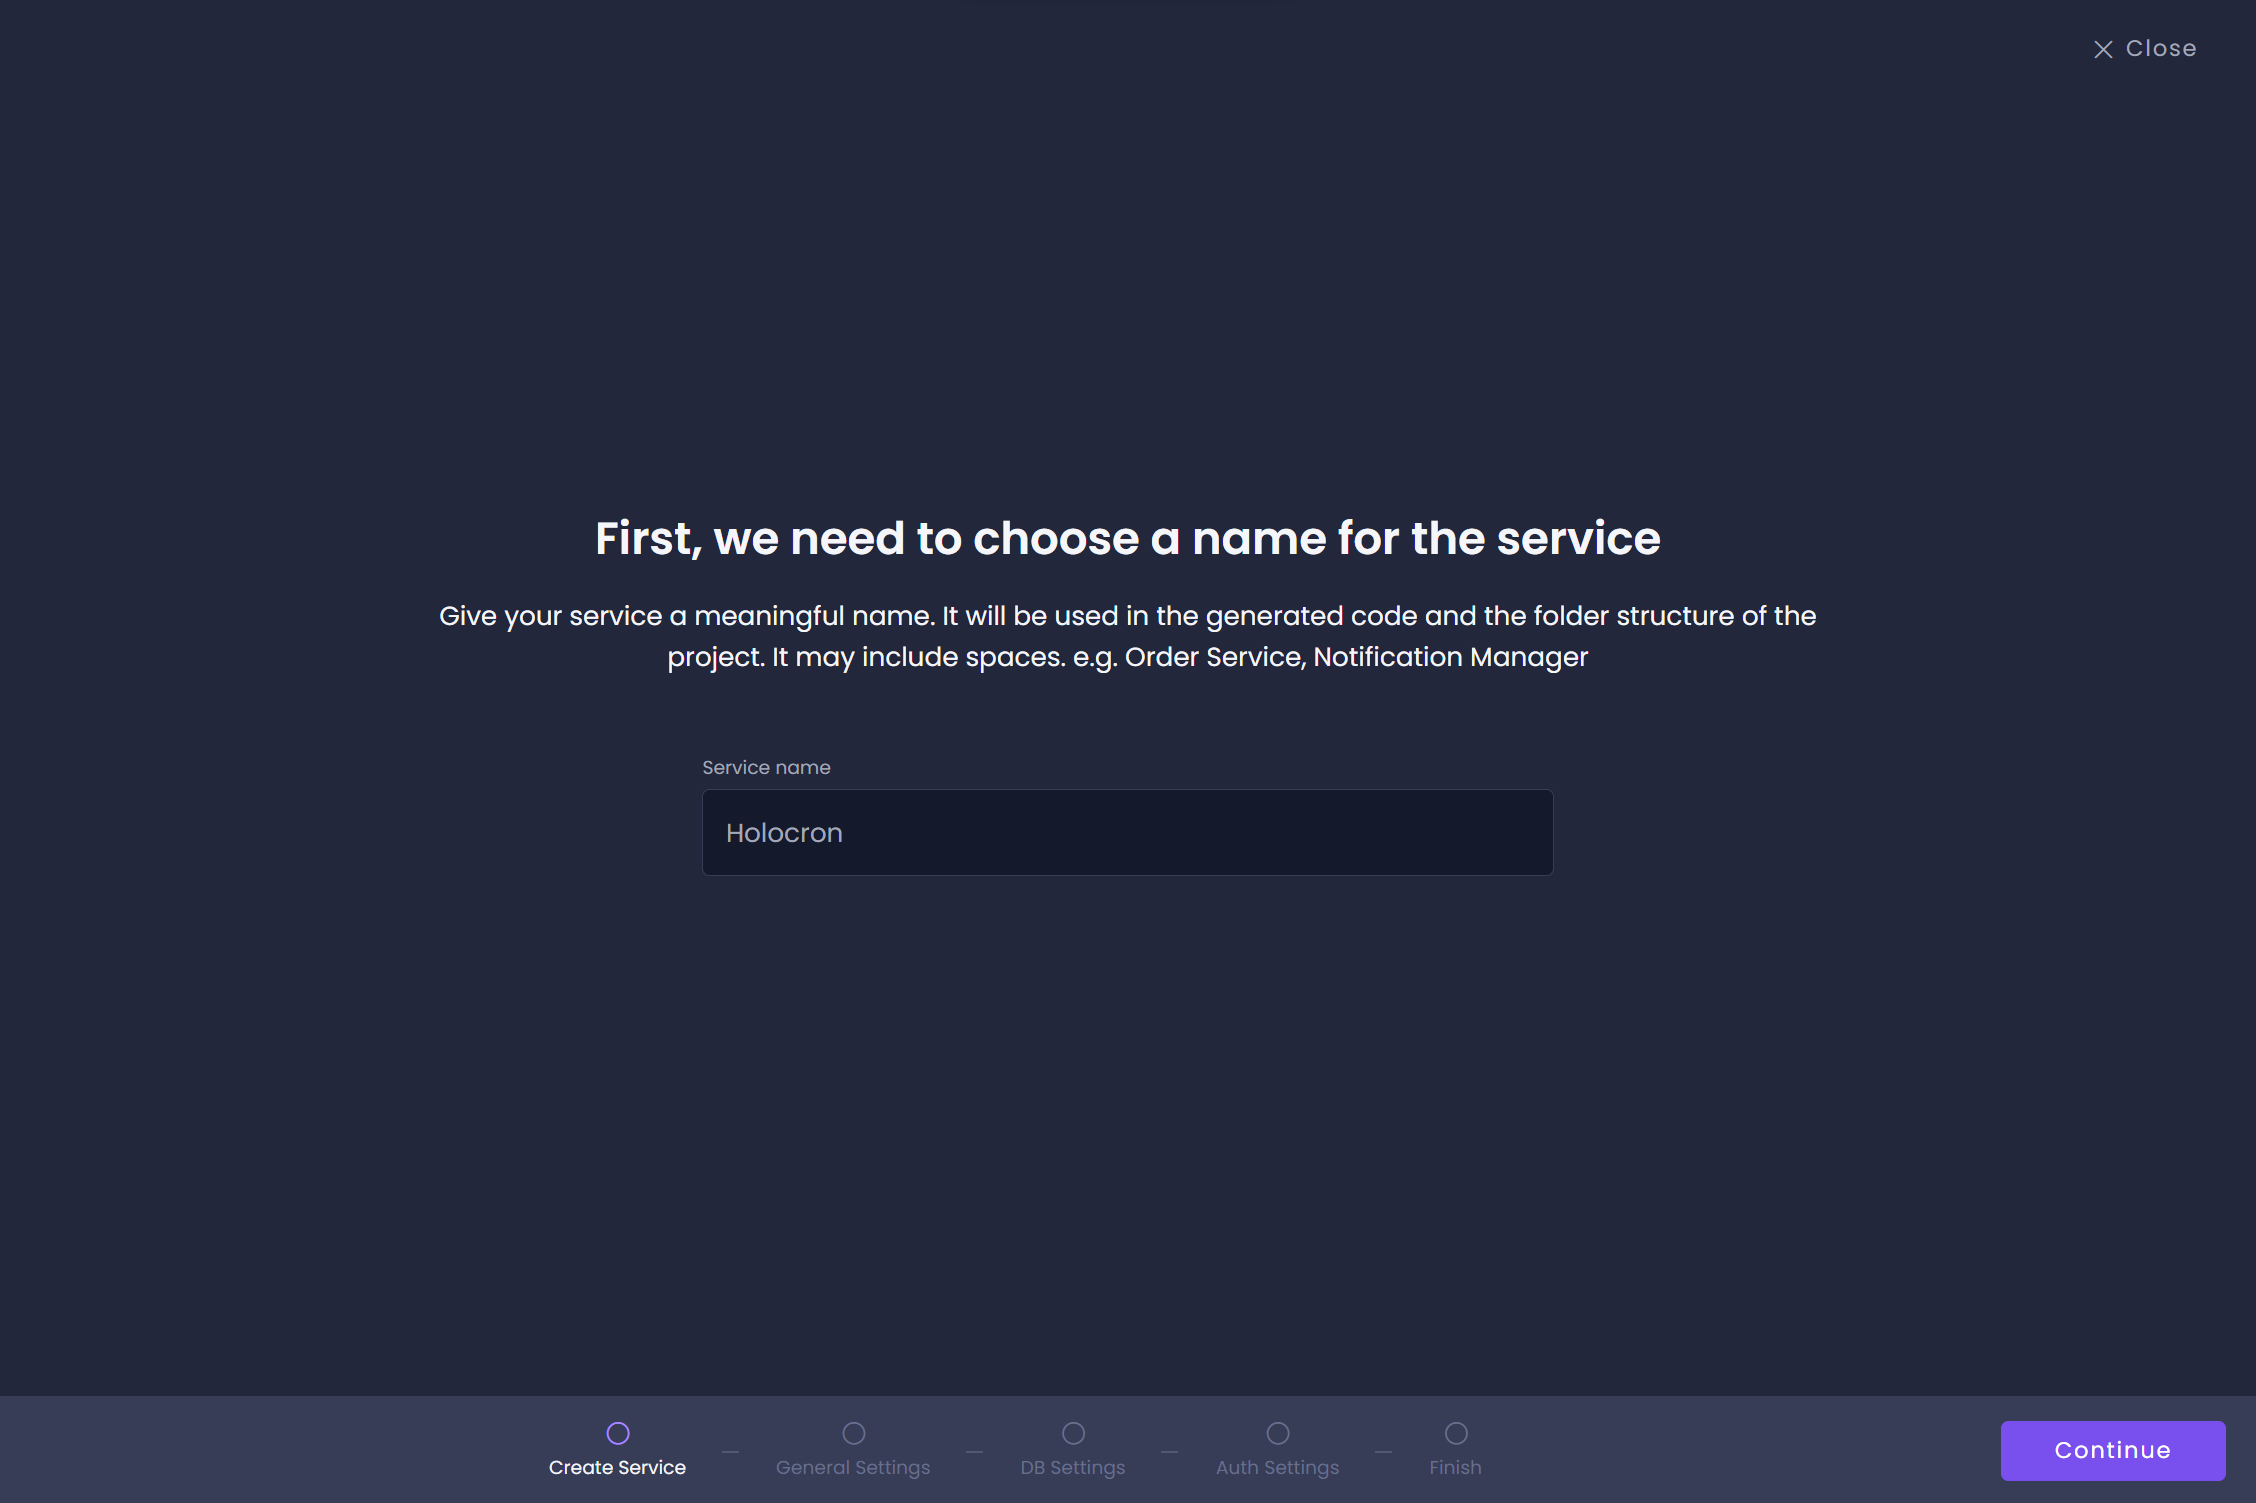 Close
First, we need to choose a name for the service
Give your service a meaningful name. It will be used in the generated code and the folder structure of the
project. It may include spaces. e.g. Order Service, Notification Manager
Service name
Holocron
Create Service
General Settings
DB Settings
Auth Settings
Finish
Continue